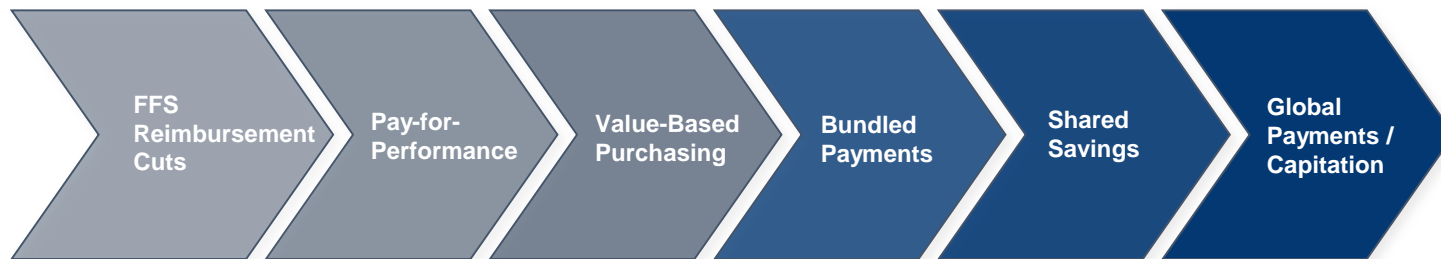 FFS
Reimbursement
Cuts
Pay-for-
Performance
Value-Based
Purchasing
Bundled
Payments
Shared
Savings
Global
Payments /
Capitation